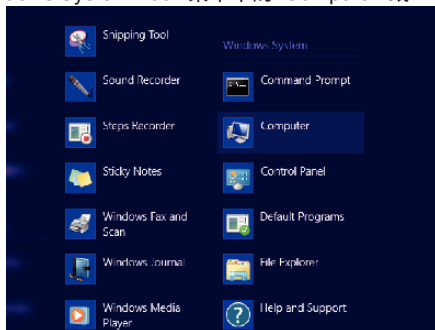 Snipping Tool
Sound Recorder
Steps Recorder
Sticky Notes
Windows Fax and
Scan
Windows Journal
Windows Media
Player
Windows System
Command Prompt
Computer
Control Panel
Default Programs
File Explorer
Help and Support